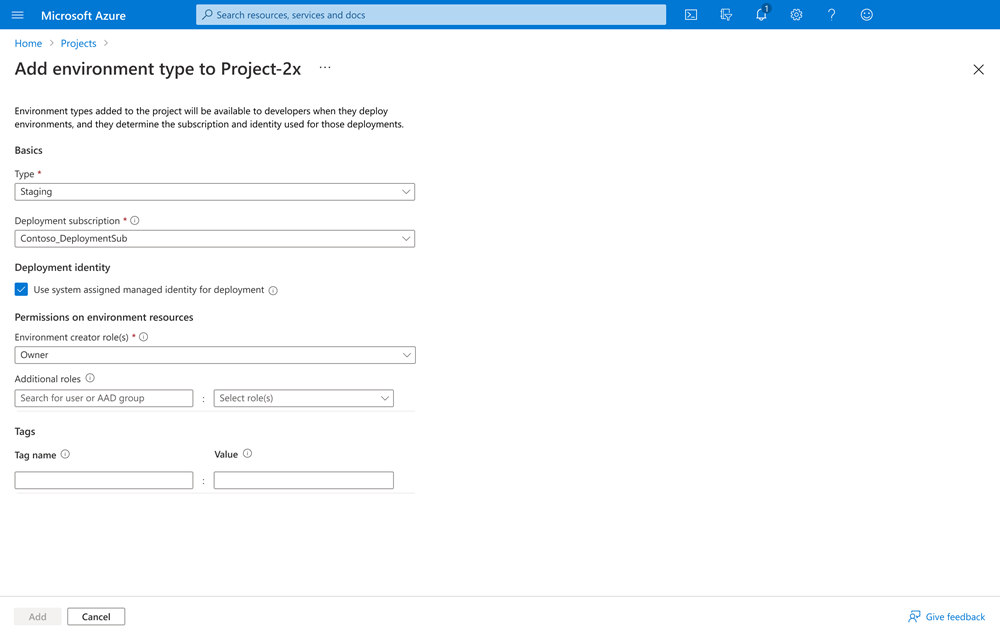 Microsoft Azure
Search resources, services and docs
1
Home > Projects >
Add environment type to Project-2x ...
Environment types added to the project will be available to developers when they deploy
environments, and they determine the subscription and identity used for those deployments.
Basics
Type *
Staging
Deployment subscription *
Contoso_DeploymentSub
Deployment identity
Use system assigned managed identity for deployment
Permissions on environment resources
Environment creator role(s) *
Owner
Additional roles
Search for user or AAD group : Select role(s)
Tags
Tag name Value
:
Add Cancel Give feedback